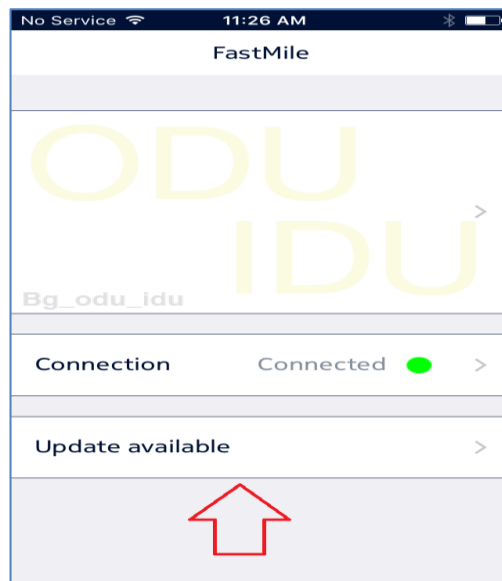 No Service 11:26 AM
FastMile
ODU
IDU
Bg_odu_idu
Connection Connected
Update available